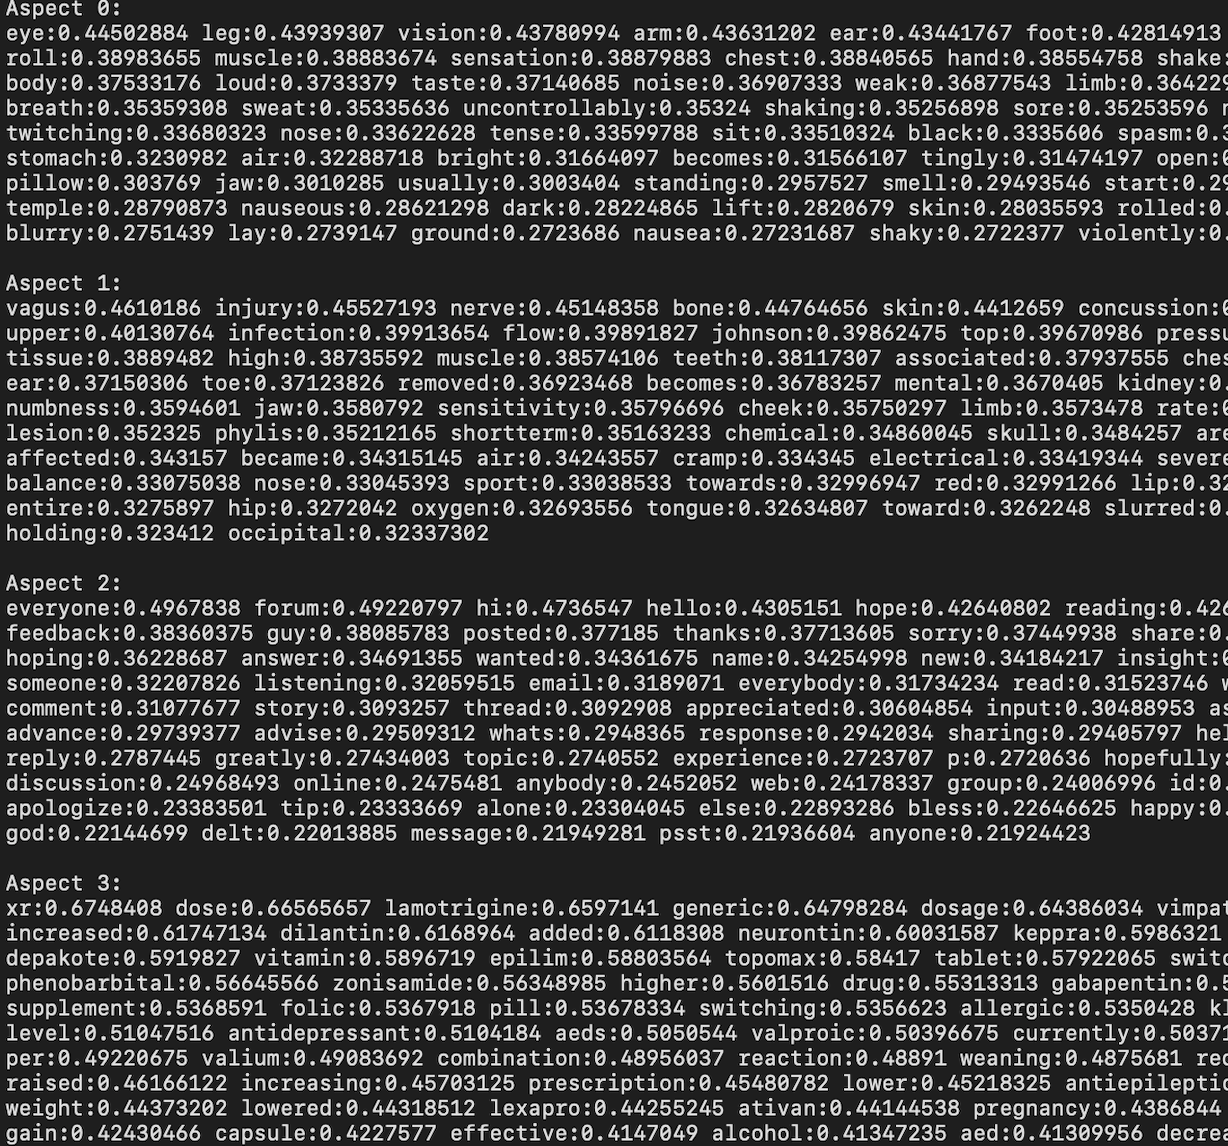 Aspect 0:
eye:0.44502884 leg:0.43939307 vision:0.43780994 arm:0.43631202 ear:0.43441767 foot:0.42814913
roll:0.38983655 muscle:0.38883674 sensation:0.38879883 chest:0.38840565 hand:0.38554758 shake:
body:0.37533176 loud:0.3733379 taste:0.37140685 noise:0.36907333 weak:0.36877543 limb:0.36422
breath:0.35359308 sweat:0.35335636 uncontrollably:0.35324 shaking:0.35256898 sore:0.35253596
twitching:0.33680323 nose:0.33622628 tense:0.33599788 sit:0.33510324 black:0.3335606 spasm:0.
stomach:0.3230982 air:0.32288718 bright:0.31664097 becomes:0.31566107 tingly:0.31474197 open:
pillow:0.303769 jaw:0.3010285 usually:0.3003404 standing:0.2957527 smell:0.29493546 start:0.29
temple:0.28790873 nauseous:0.28621298 dark:0.28224865 lift:0.2820679 skin:0.28035593 rolled:0
blurry:0.2751439 lay:0.2739147 ground:0.2723686 nausea:0.27231687 shaky:0.2722377 violently:0.

Aspect 1:
vagus:0.4610186 injury:0.45527193 nerve:0.45148358 bone:0.44764656 skin:0.4412659 concussion:
upper:0.40130764 infection:0.39913654 flow:0.39891827 johnson:0.39862475 top:0.39670986 press
tissue:0.3889482 high:0.38735592 muscle:0.38574106 teeth:0.38117307 associated:0.37937555 che
ear:0.37150306 toe:0.37123826 removed:0.36923468 becomes:0.36783257 mental:0.3670405 kidney:0.
numbness:0.3594601 jaw:0.3580792 sensitivity:0.35796696 cheek:0.35750297 limb:0.3573478 rate:
lesion:0.352325 phylis:0.35212165 shortterm:0.35163233 chemical:0.34860045 skull:0.3484257 are
affected:0.343157 became:0.34315145 air:0.34243557 cramp:0.334345 electrical:0.33419344 severe
balance:0.33075038 nose:0.33045393 sport:0.33038533 towards:0.32996947 red:0.32991266 lip:0.32
entire:0.3275897 hip:0.3272042 oxygen:0.32693556 tongue:0.32634807 toward:0.3262248 slurred:0.
holding:0.323412 occipital:0.32337302

Aspect 2:
everyone:0.4967838 forum:0.49220797 hi:0.4736547 hello:0.4305151 hope:0.42640802 reading:0.426
feedback:0.38360375 guy:0.38085783 posted:0.377185 thanks:0.37713605 sorry:0.37449938 share:0
hoping:0.36228687 answer:0.34691355 wanted:0.34361675 name:0.34254998 new:0.34184217 insight:
someone:0.32207826 listening:0.32059515 email:0.3189071 everybody:0.31734234 read:0.31523746
comment:0.31077677 story:0.3093257 thread:0.3092908 appreciated:0.30604854 input:0.30488953 as
advance:0.29739377 advise:0.29509312 whats:0.2948365 response:0.2942034 sharing:0.29405797 hel
reply:0.2787445 greatly:0.27434003 topic:0.2740552 experience:0.2723707 p:0.2720636 hopefully:
discussion:0.24968493 online:0.2475481 anybody:0.2452052 web:0.24178337 group:0.24006996 id:0
apologize:0.23383501 tip:0.23333669 alone:0.23304045 else:0.22893286 bless:0.22646625 happy:0
god:0.22144699 delt:0.22013885 message:0.21949281 psst:0.21936604 anyone:0.21924423

Aspect 3:
xr:0.6748408 dose:0.66565657 lamotrigine:0.6597141 generic:0.64798284 dosage:0.64386034 vimpat
increased:0.61747134 dilantin:0.6168964 added:0.6118308 neurontin:0.60031587 keppra:0.5986321
depakote:0.5919827 vitamin:0.5896719 epilim:0.58803564 topomax:0.58417 tablet:0.57922065 switc
phenobarbital:0.56645566 zonisamide:0.56348985 higher:0.5601516 drug:0.55313313 gabapentin:0.5
supplement:0.5368591 folic:0.5367918 pill:0.53678334 switching:0.5356623 allergic:0.5350428 k
level:0.51047516 antidepressant:0.5104184 aeds:0.5050544 valproic:0.50396675 currently:0.5037
per:0.49220675 valium:0.49083692 combination:0.48956037 reaction:0.48891 weaning:0.4875681 re
raised:0.46166122 increasing:0.45703125 prescription:0.45480782 lower:0.45218325 antiepilepti
weight:0.44373202 lowered:0.44318512 lexapro:0.44255245 ativan:0.44144538 pregnancy:0.4386844
gain:0.42430466 capsule:0.4227577 effective:0.4147049 alcohol:0.41347235 aed:0.41309956 decre